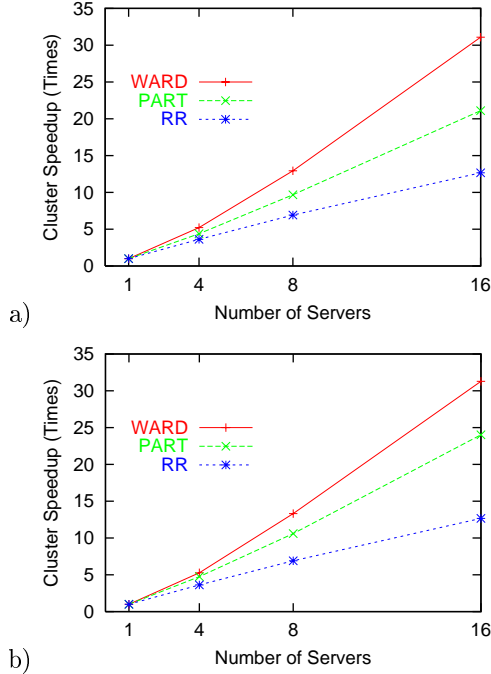 35
30
25
20
15
10
5
0
Cluster Speedup (Times)
WARD
PART
RR
1 4 8 16
Number of Servers
a)
35
30
25
20
15
10
5
0
Cluster Speedup (Times)
WARD
PART
RR
1 4 8 16
Number of Servers
b)